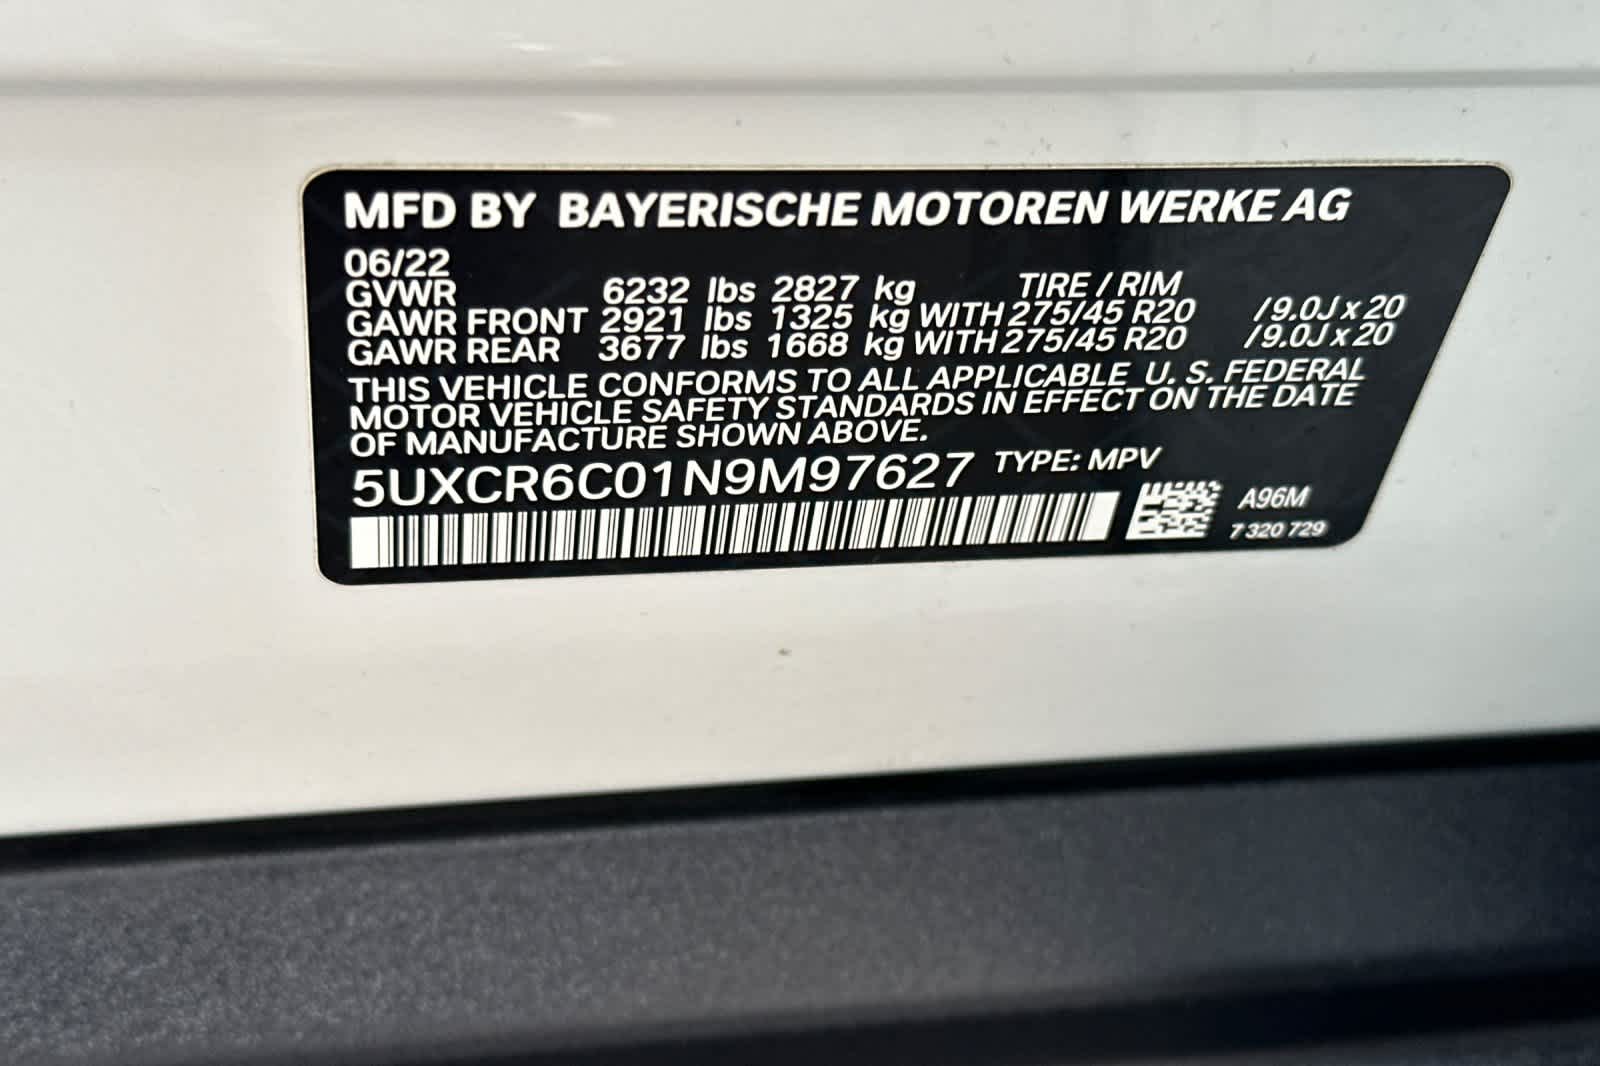 MFD BY BAYERISCHE MOTOREN WERKE AG
06/22
GVWR 6232 lbs 2827 kg TIRE / RIM
GAWR FRONT 2921 lbs 1325 kg WITH 275/45 R20 /9.0J x 20
GAWR REAR 3677 lbs 1668 kg WITH 275/45 R20 /9.0J x 20
THIS VEHICLE CONFORMS TO ALL APPLICABLE U. S. FEDERAL
MOTOR VEHICLE SAFETY STANDARDS IN EFFECT ON THE DATE
OF MANUFACTURE SHOWN ABOVE.
5UXCR6C01N9M97627 TYPE: MPV
A96M
7 320 729